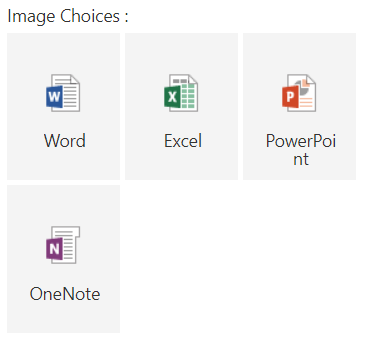 Image Choices :
Word
Excel
PowerPoi
nt
OneNote